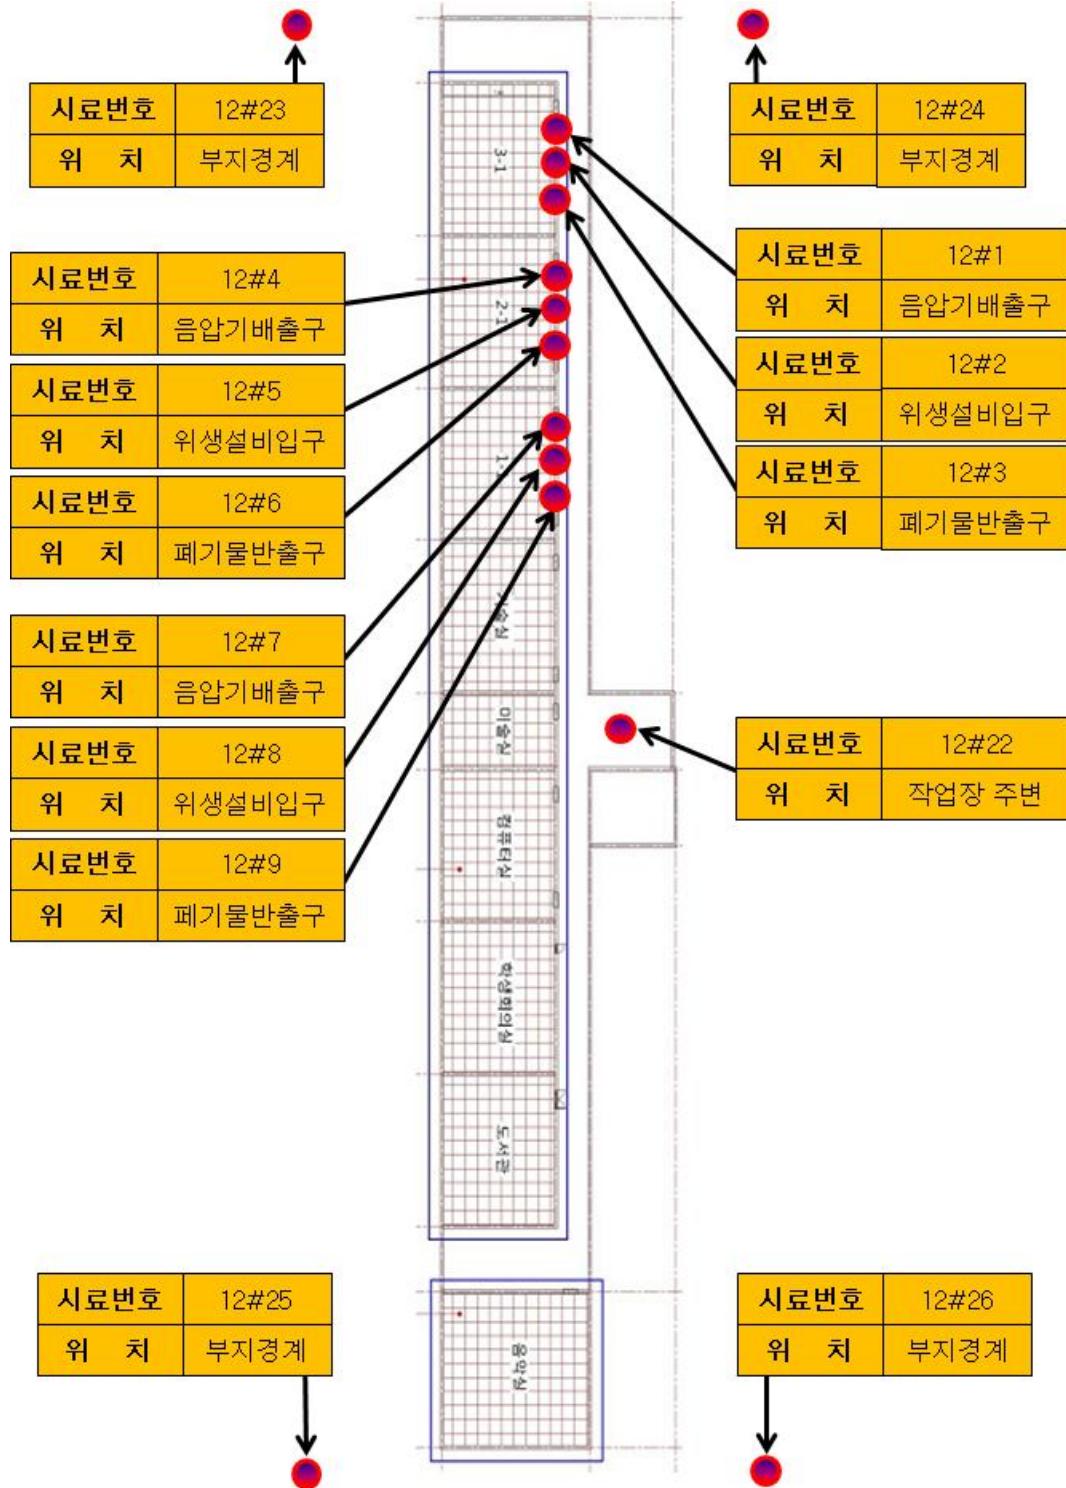 시료번호 12#23
위 치 부지경계
시료번호 12#24
위 치 부지경계
3-1
시료번호 12#1
위 치 음압기배출구
시료번호 12#4
위 치 음압기배출구
2-1
시료번호 12#2
위 치 위생설비입구
시료번호 12#5
위 치 위생설비입구
시료번호 12#3
위 치 폐기물반출구
시료번호 12#6
위 치 폐기물반출구
시료번호 12#7
위 치 음압기배출구
미술실
시료번호 12#22
위 치 작업장 주변
시료번호 12#8
위 치 위생설비입구
컴퓨터실
시료번호 12#9
위 치 폐기물반출구
학생회의실
도서관
시료번호 12#25
위 치 부지경계
시료번호 12#26
위 치 부지경계
음악실